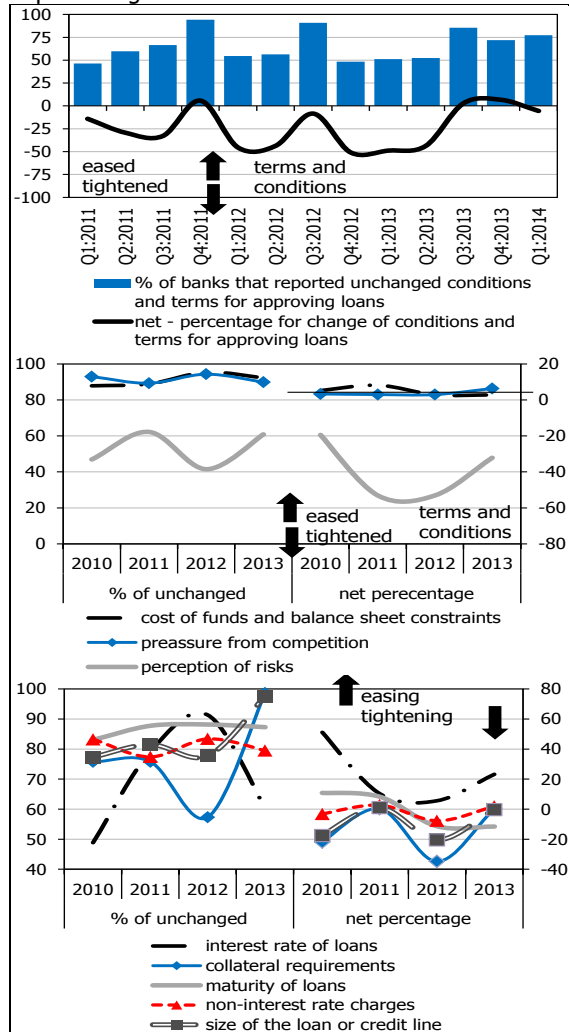 100
75
50
25
0
-25
-50
-75
-100
eased
tightened
terms and
conditions
Q1:2011
Q2:2011
Q3:2011
Q4:2011
Q1:2012
Q2:2012
Q3:2012
Q4:2012
Q1:2013
Q2:2013
Q3:2013
Q4:2013
Q1:2014
% of banks that reported unchanged conditions
and terms for approving loans
net - percentage for change of conditions and
terms for approving loans
100
80
60
40
20
0
20
0
-20
-40
-60
-80
eased
tightened
terms and
conditions
2010 2011 2012 2013 2010 2011 2012 2013
% of unchanged net perecentage
cost of funds and balance sheet constraints
preassure from competition
perception of risks
100
90
80
70
60
50
40
80
60
40
20
0
-20
-40
easing
tightening
2010 2011 2012 2013 2010 2011 2012 2013
% of unchanged net percentage
interest rate of loans
collateral requirements
maturity of loans
non-interest rate charges
size of the loan or credit line